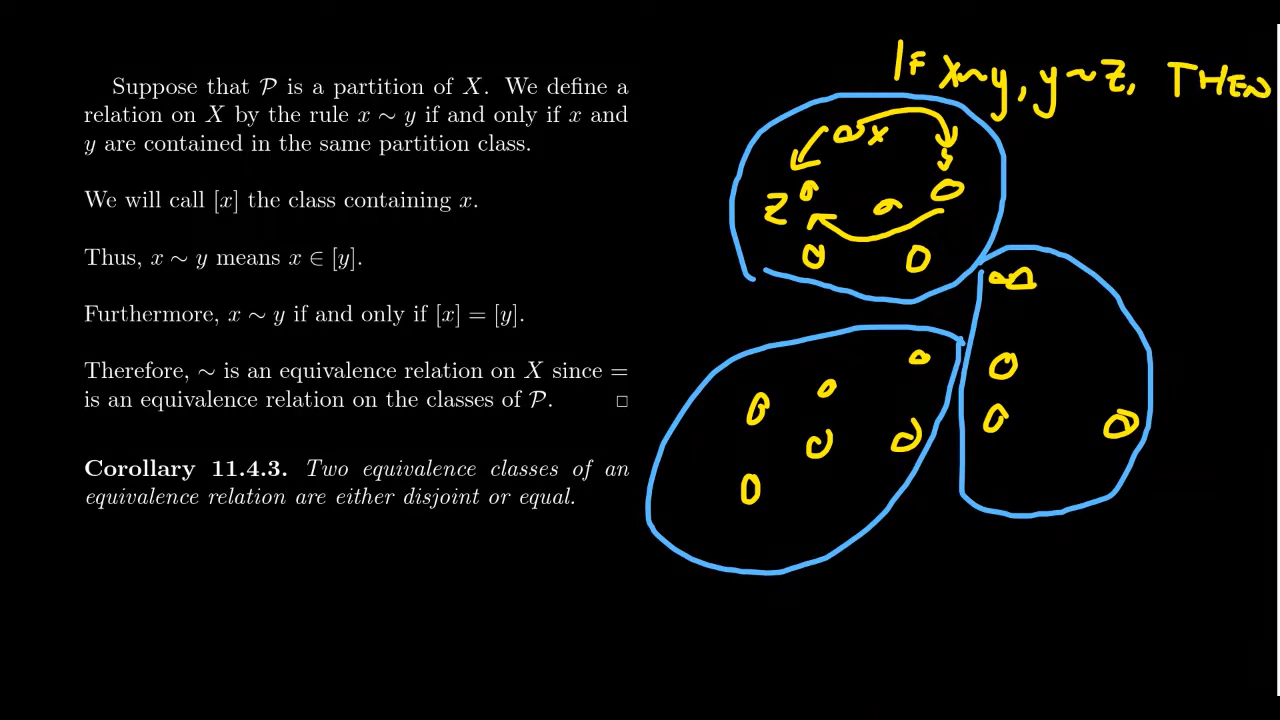 Suppose that 𝒫 is a partition of X. We define a
relation on X by the rule x ∼ y if and only if x and
y are contained in the same partition class.
We will call [x] the class containing x.
Thus, x ∼ y means x ∈ [y].
Furthermore, x ∼ y if and only if [x] = [y].
Therefore, ∼ is an equivalence relation on X since =
is an equivalence relation on the classes of 𝒫. □
Corollary 11.4.3. Two equivalence classes of an
equivalence relation are either disjoint or equal.
IF x∼y, y∼z, THEN
x
z